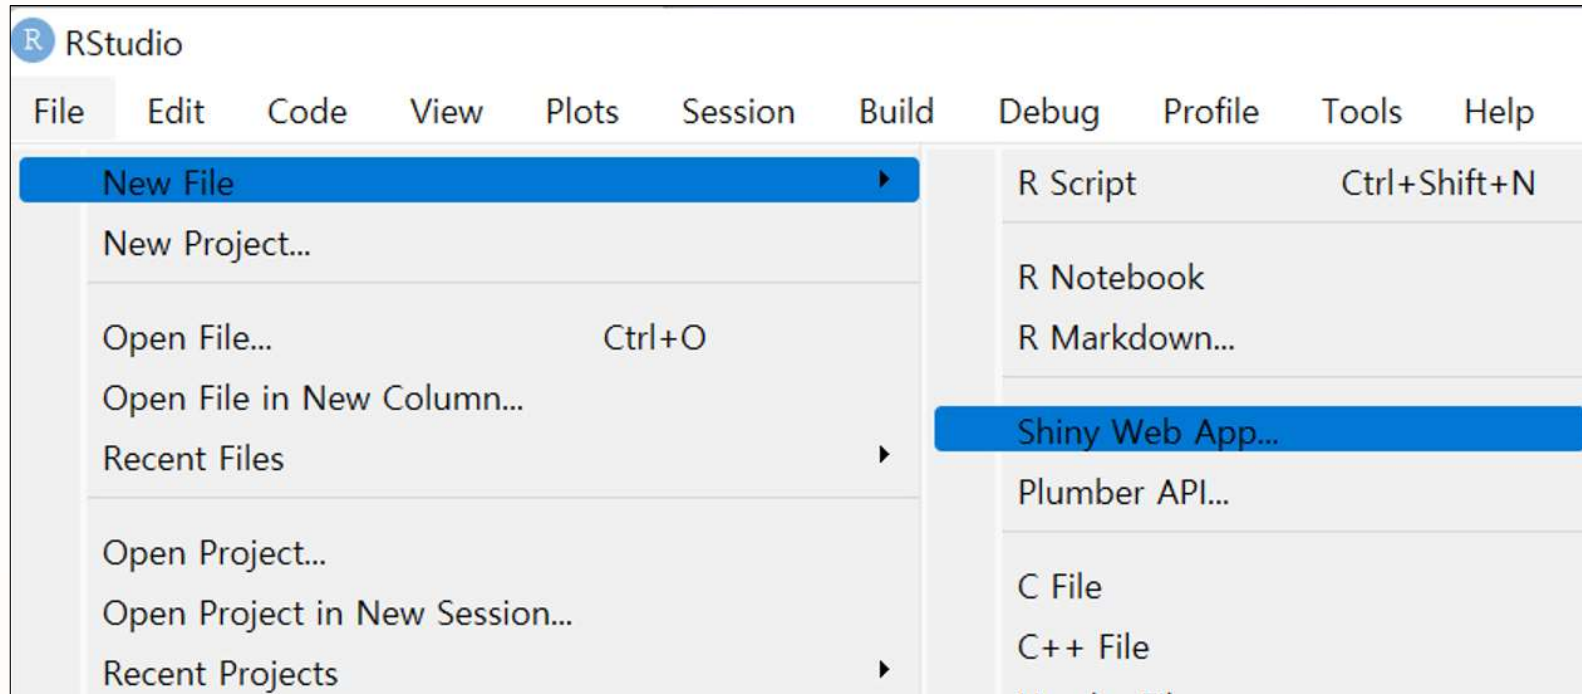 R RStudio
File Edit Code View Plots Session Build Debug Profile Tools Help
New File
New Project...
Open File... Ctrl+O
Open File in New Column...
Recent Files
Open Project...
Open Project in New Session...
Recent Projects
R Script Ctrl+Shift+N
R Notebook
R Markdown...
Shiny Web App...
Plumber API...
C File
C++ File